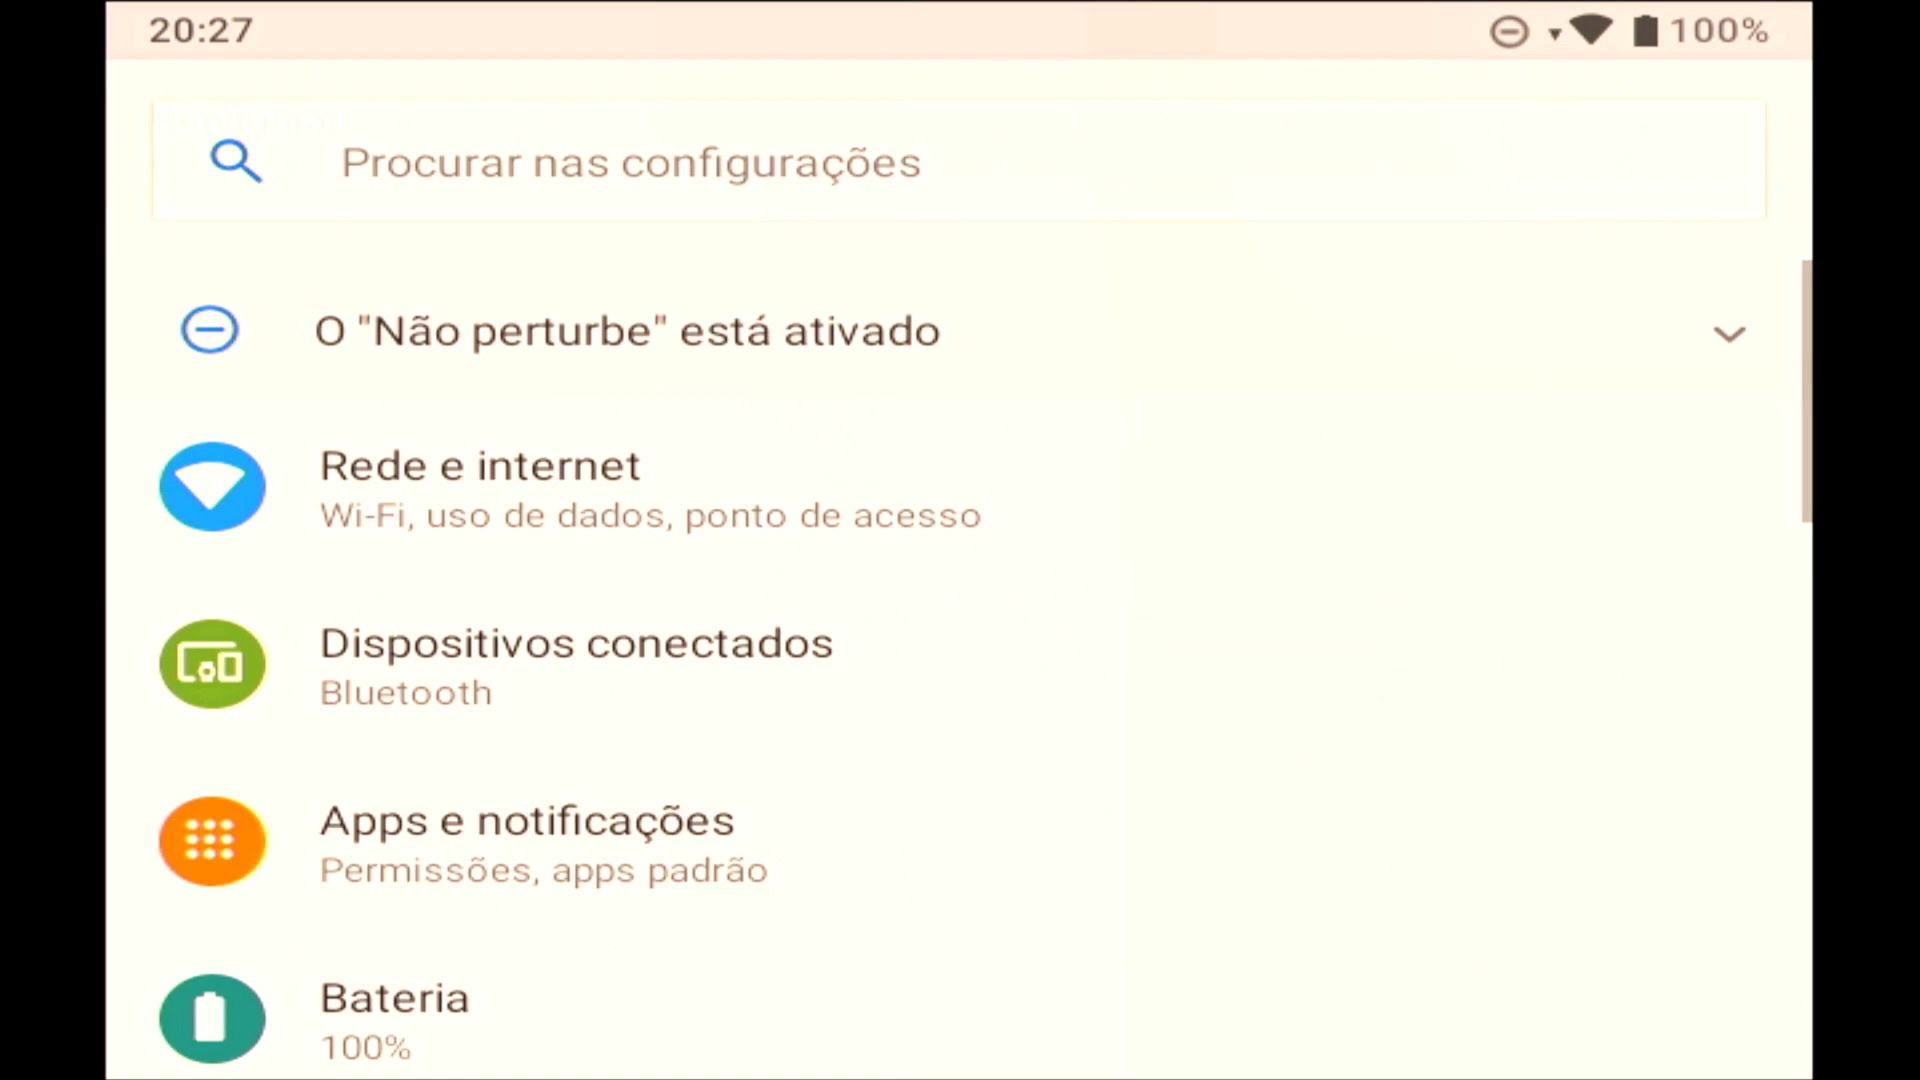 20:27
100%
Procurar nas configurações
O "Não perturbe" está ativado
Rede e internet
Wi-Fi, uso de dados, ponto de acesso
Dispositivos conectados
Bluetooth
Apps e notificações
Permissões, apps padrão
Bateria
100%